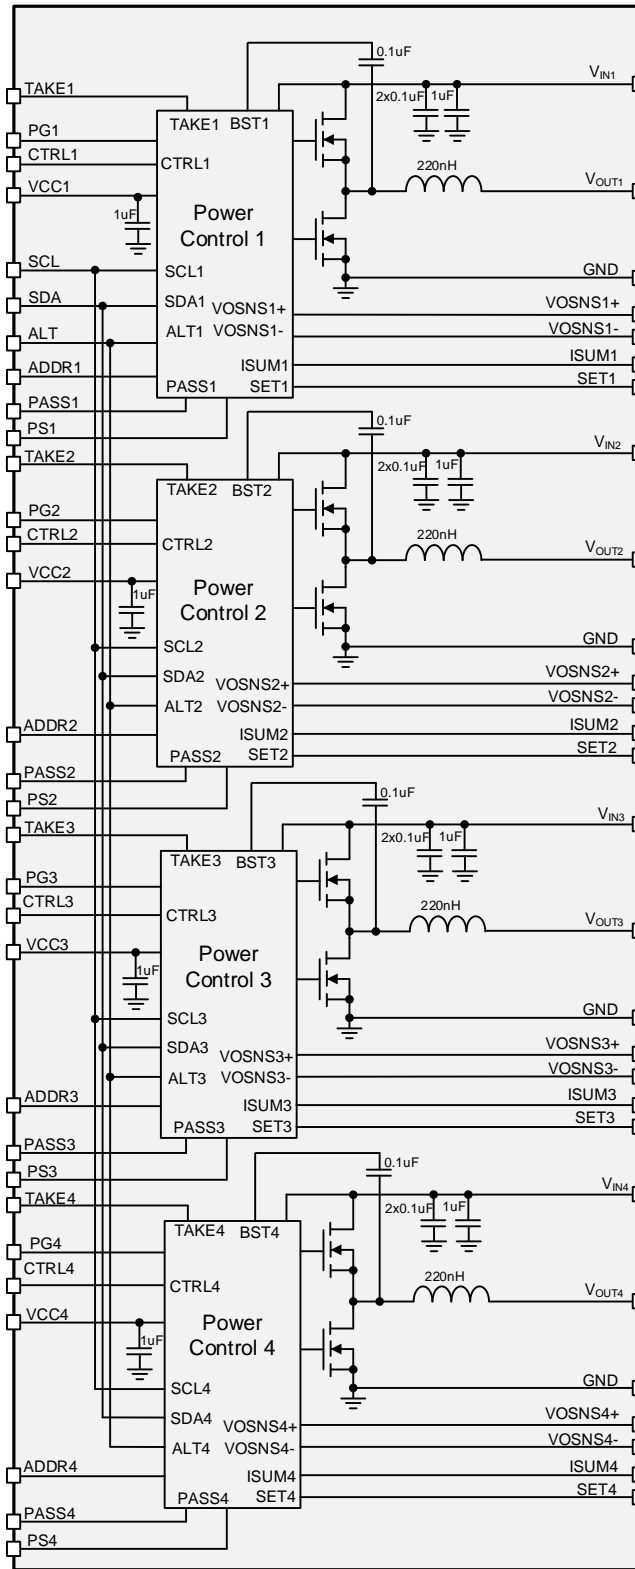 0.1uF
VIN1
TAKE1
2x0.1uF
1uF
TAKE1
BST1
PG1
CTRL1
CTRL1
220nH
VCC1
VOUT1
1uF
Power
Control 1
SCL
SCL1
GND
SDA
SDA1
VOSNS1+
VOSNS1+
ALT
ALT1
VOSNS1-
VOSNS1-
ADDR1
ISUM1
ISUM1
PASS1
SET1
SET1
PASS1
PS1
0.1uF
VIN2
TAKE2
2x0.1uF
1uF
TAKE2
BST2
PG2
CTRL2
CTRL2
220nH
VOUT2
VCC2
1uF
Power
Control 2
SCL2
GND
SDA2
VOSNS2+
VOSNS2+
ALT2
VOSNS2-
VOSNS2-
ADDR2
ISUM2
ISUM2
PASS2
SET2
SET2
PASS2
PS2
0.1uF
VIN3
TAKE3
2x0.1uF
1uF
TAKE3
BST3
PG3
CTRL3
CTRL3
220nH
VOUT3
VCC3
1uF
Power
Control 3
SCL3
GND
SDA3
VOSNS3+
VOSNS3+
ALT3
VOSNS3-
VOSNS3-
ADDR3
ISUM3
ISUM3
PASS3
SET3
SET3
PASS3
PS3
0.1uF
VIN4
TAKE4
2x0.1uF
1uF
TAKE4
BST4
PG4
CTRL4
CTRL4
220nH
VOUT4
VCC4
1uF
Power
Control 4
SCL4
GND
SDA4
VOSNS4+
VOSNS4+
ALT4
VOSNS4-
VOSNS4-
ADDR4
ISUM4
ISUM4
PASS4
SET4
SET4
PASS4
PS4